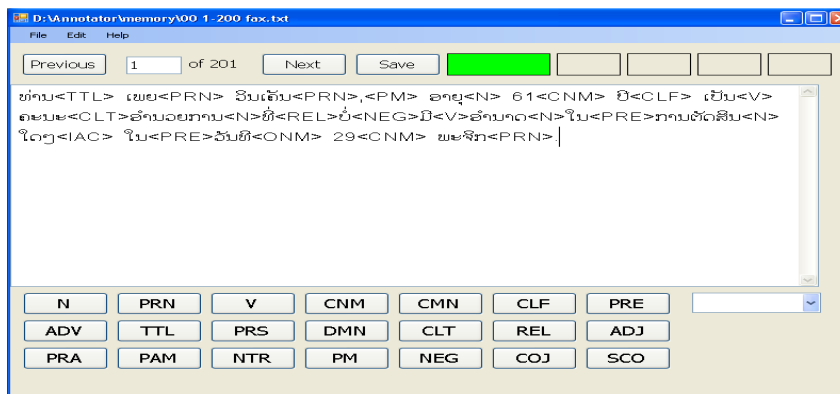 D:\Annotator\memory\00 1-200 fax.txt
File Edit Help
Previous 1 of 201 Next Save
ທ່ານ<TTL> ເພຍ<PRN> ວິນເຄັນ<PRN>,<PM> ອາຍຸ<N> 61<CNM> ປີ<CLF> ເປັນ<V>
ຄະນະ<CLT>ອຳນວຍການ<N>ທີ່<REL>ບໍ່<NEG>ມີ<V>ອຳນາດ<N>ໃນ<PRE>ການຕັດສິນ<N>
ໃດໆ<IAC> ໃນ<PRE>ວັນທີ<ONM> 29<CNM> ພະຈິກ<PRN>.
N PRN V CNM CMN CLF PRE
ADV TTL PRS DMN CLT REL ADJ
PRA PAM NTR PM NEG COJ SCO